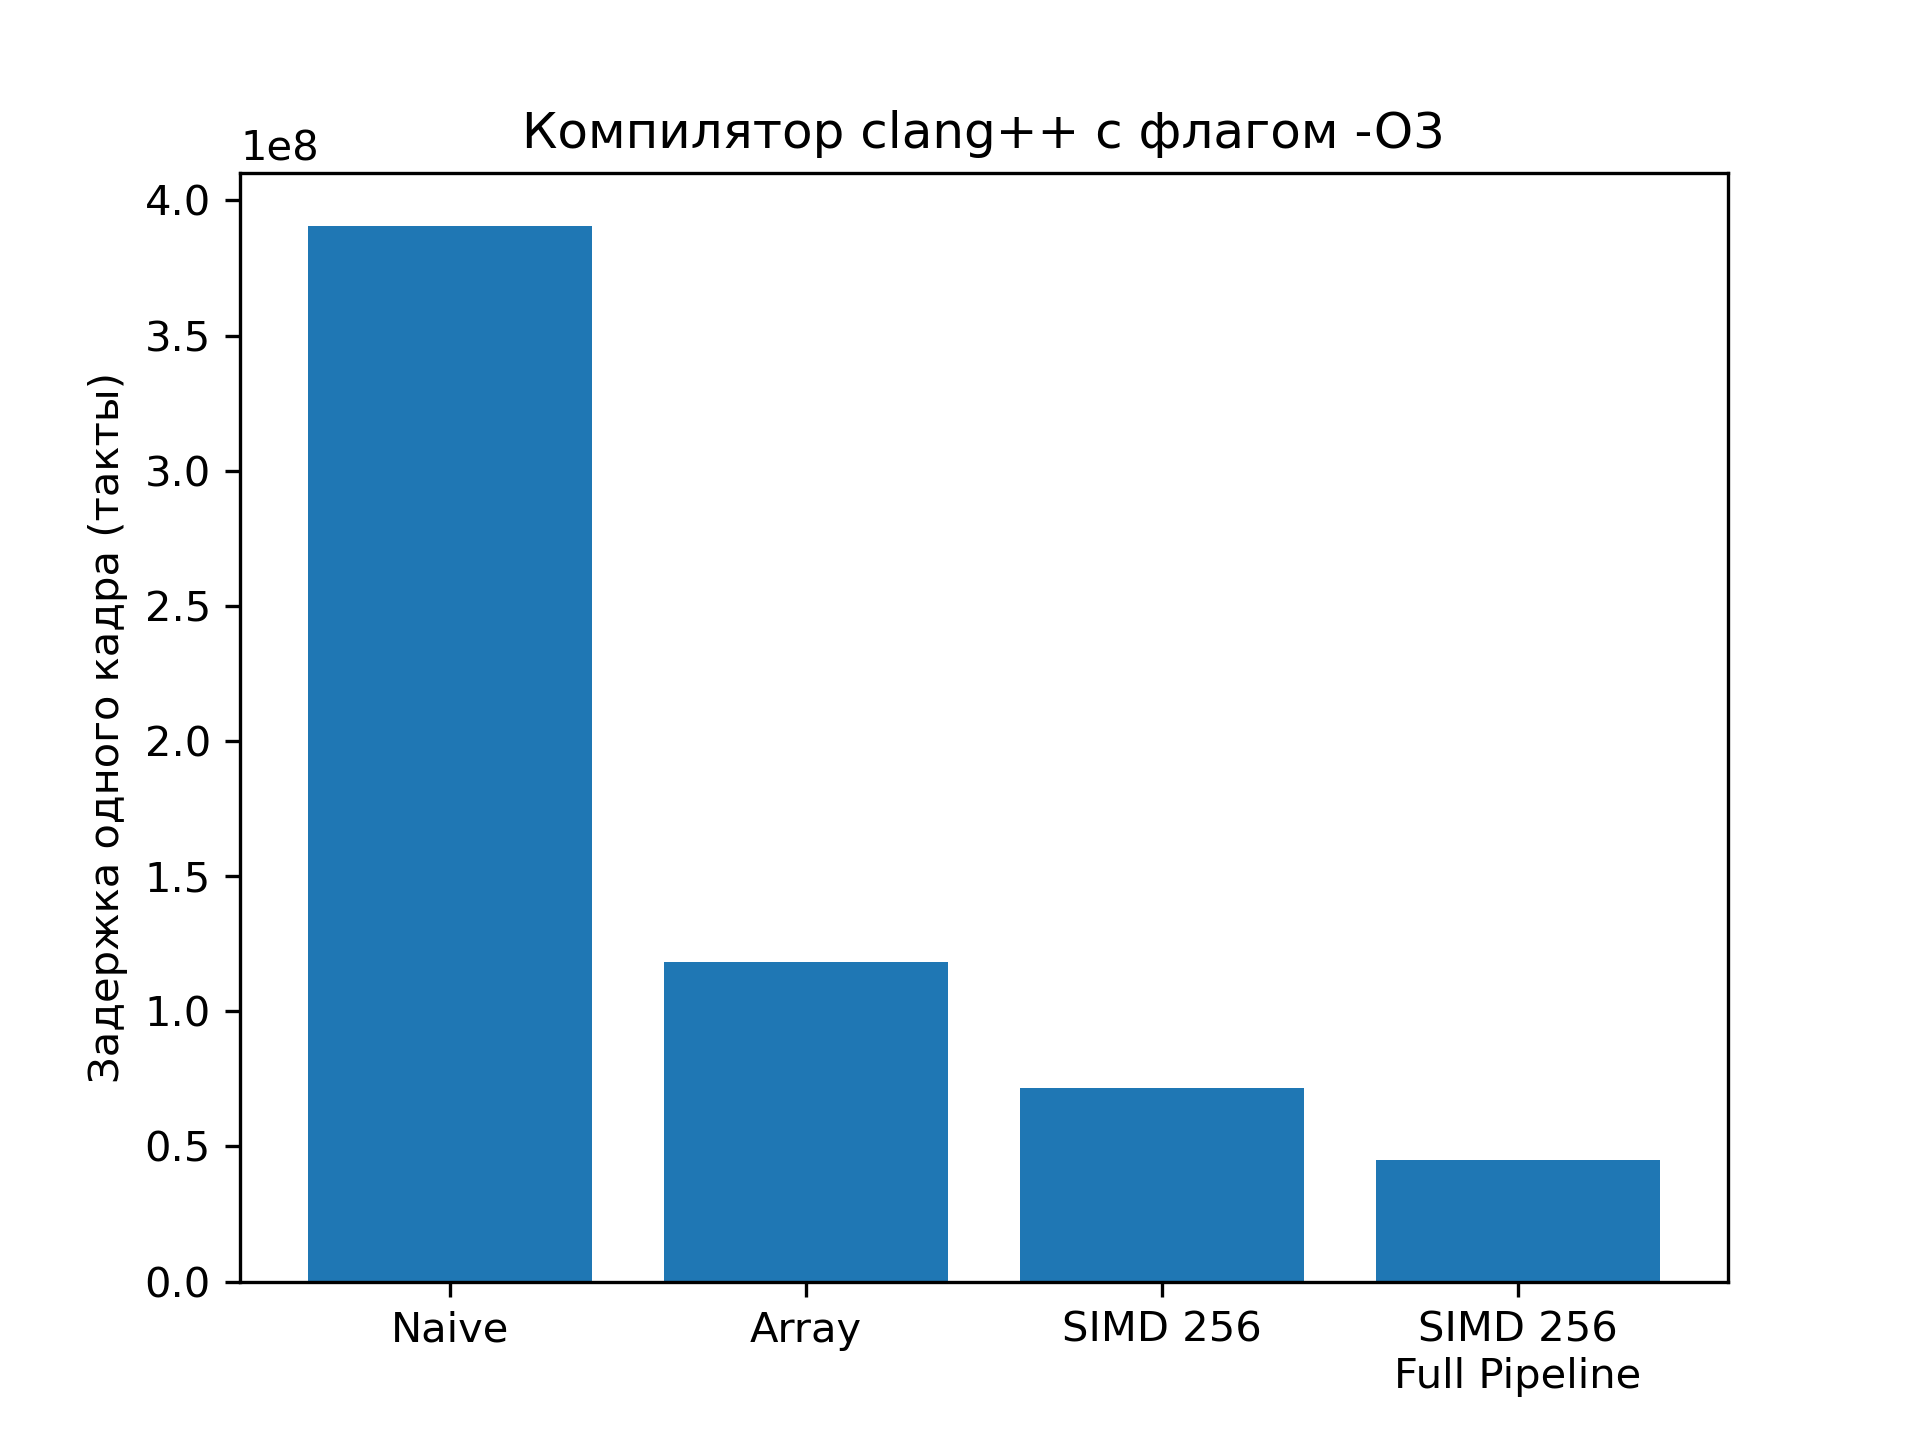 Компилятор clang++ с флагом -O3
1e8
Задержка одного кадра (такты)
4.0
3.5
3.0
2.5
2.0
1.5
1.0
0.5
0.0
Naive
Array
SIMD 256
SIMD 256
Full Pipeline